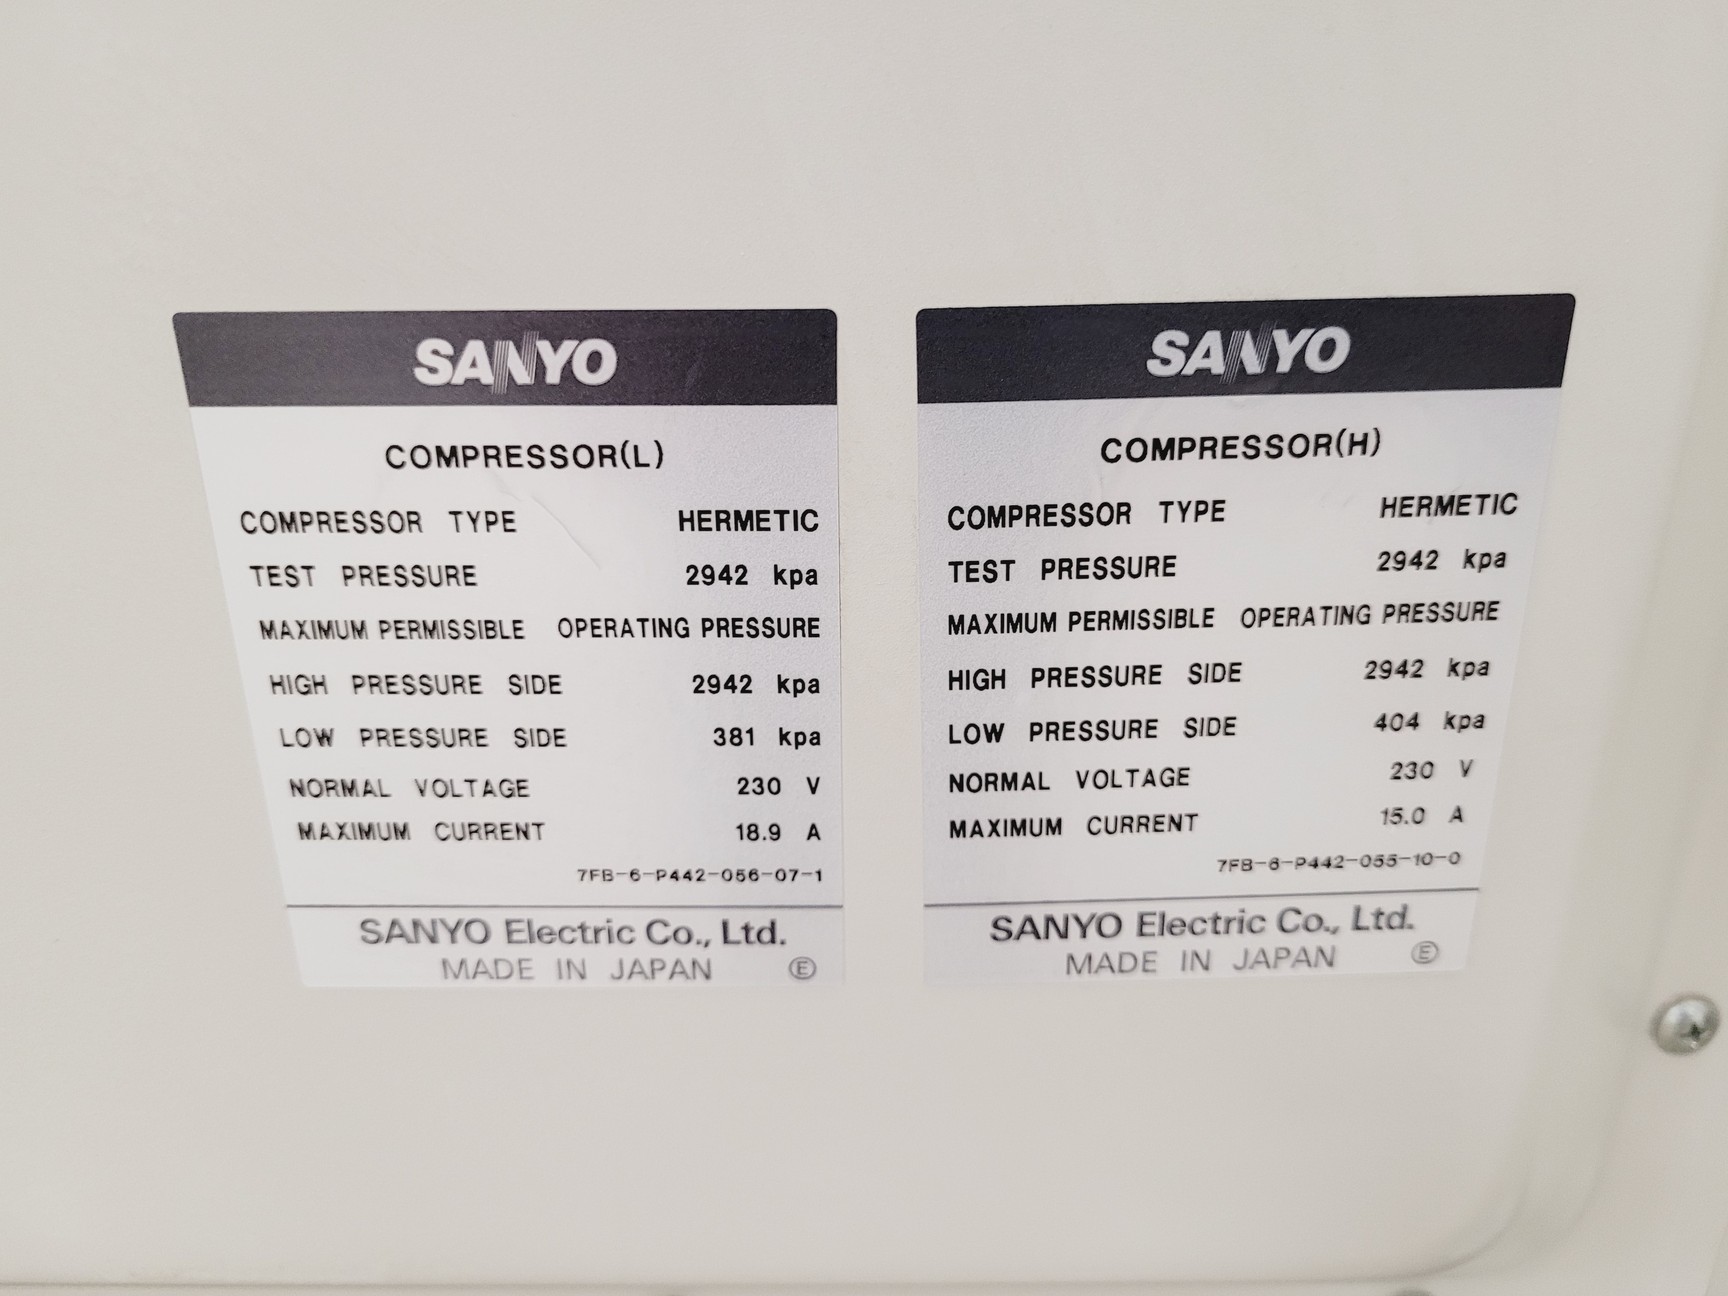 SANYO
COMPRESSOR(L)
COMPRESSOR TYPE HERMETIC
TEST PRESSURE 2942 kpa
MAXIMUM PERMISSIBLE OPERATING PRESSURE
HIGH PRESSURE SIDE 2942 kpa
LOW PRESSURE SIDE 381 kpa
NORMAL VOLTAGE 230 V
MAXIMUM CURRENT 18.9 A
7FB-6-P442-056-07-1
SANYO Electric Co., Ltd.
MADE IN JAPAN Ⓔ
SANYO
COMPRESSOR(H)
COMPRESSOR TYPE HERMETIC
TEST PRESSURE 2942 kpa
MAXIMUM PERMISSIBLE OPERATING PRESSURE
HIGH PRESSURE SIDE 2942 kpa
LOW PRESSURE SIDE 404 kpa
NORMAL VOLTAGE 230 V
MAXIMUM CURRENT 15.0 A
7FB-6-P442-055-10-0
SANYO Electric Co., Ltd.
MADE IN JAPAN Ⓔ